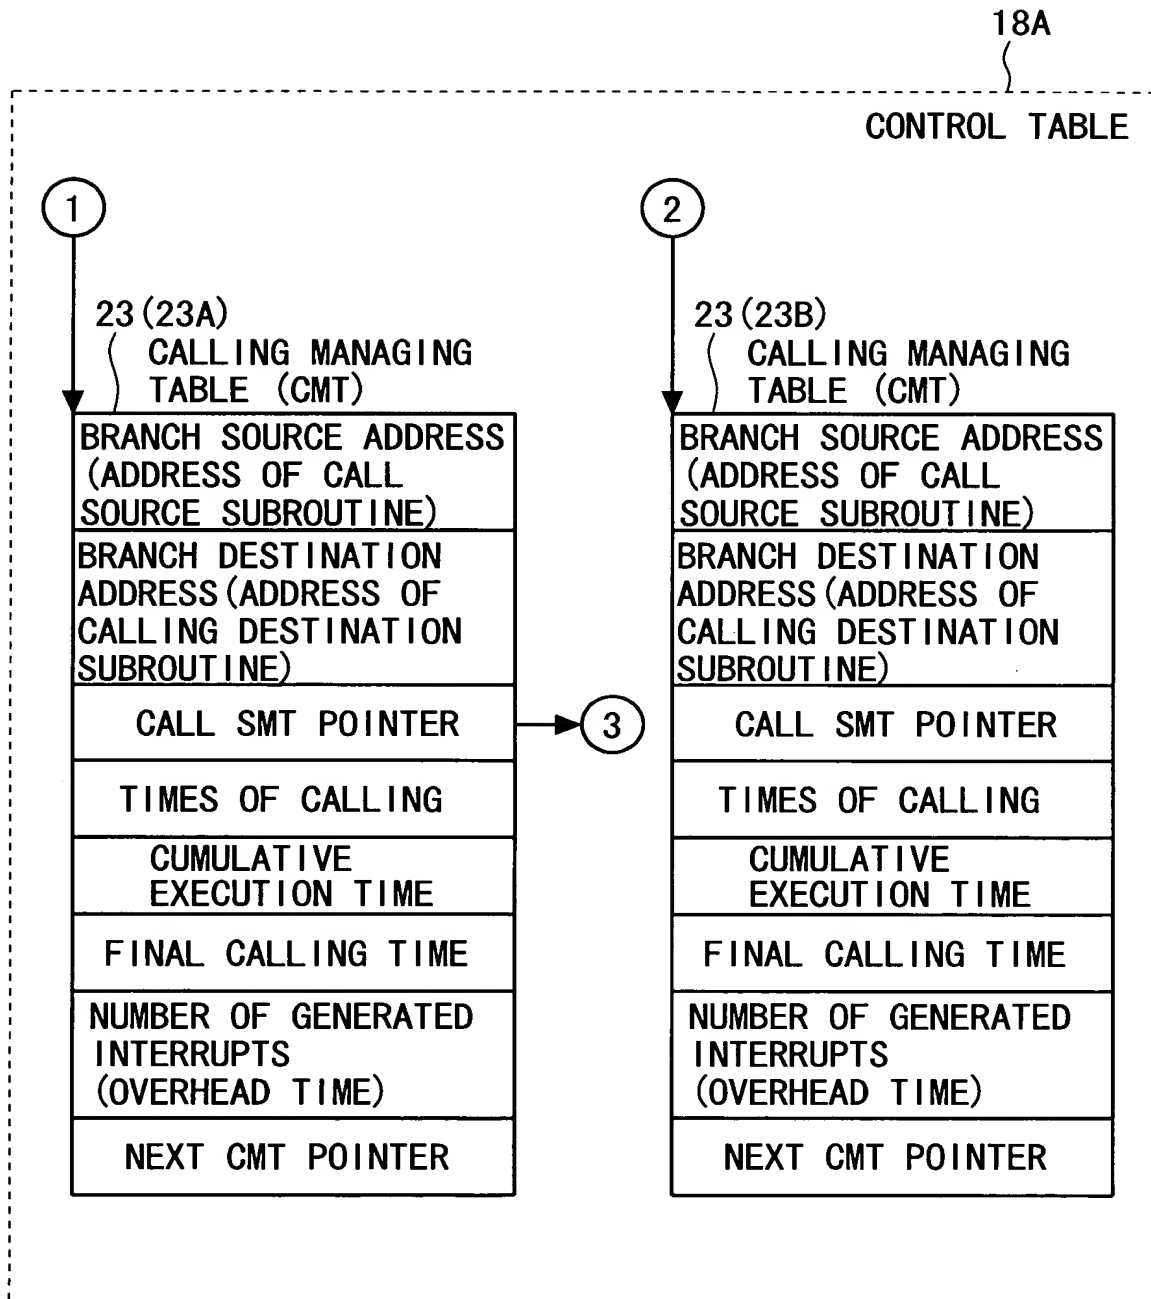 18A
CONTROL TABLE
1
2
23(23A)
CALLING MANAGING
TABLE (CMT)
BRANCH SOURCE ADDRESS
(ADDRESS OF CALL
SOURCE SUBROUTINE)
BRANCH DESTINATION
ADDRESS(ADDRESS OF
CALLING DESTINATION
SUBROUTINE)
CALL SMT POINTER
3
TIMES OF CALLING
CUMULATIVE
EXECUTION TIME
FINAL CALLING TIME
NUMBER OF GENERATED
INTERRUPTS
(OVERHEAD TIME)
NEXT CMT POINTER
23(23B)
CALLING MANAGING
TABLE (CMT)
BRANCH SOURCE ADDRESS
(ADDRESS OF CALL
SOURCE SUBROUTINE)
BRANCH DESTINATION
ADDRESS(ADDRESS OF
CALLING DESTINATION
SUBROUTINE)
CALL SMT POINTER
TIMES OF CALLING
CUMULATIVE
EXECUTION TIME
FINAL CALLING TIME
NUMBER OF GENERATED
INTERRUPTS
(OVERHEAD TIME)
NEXT CMT POINTER